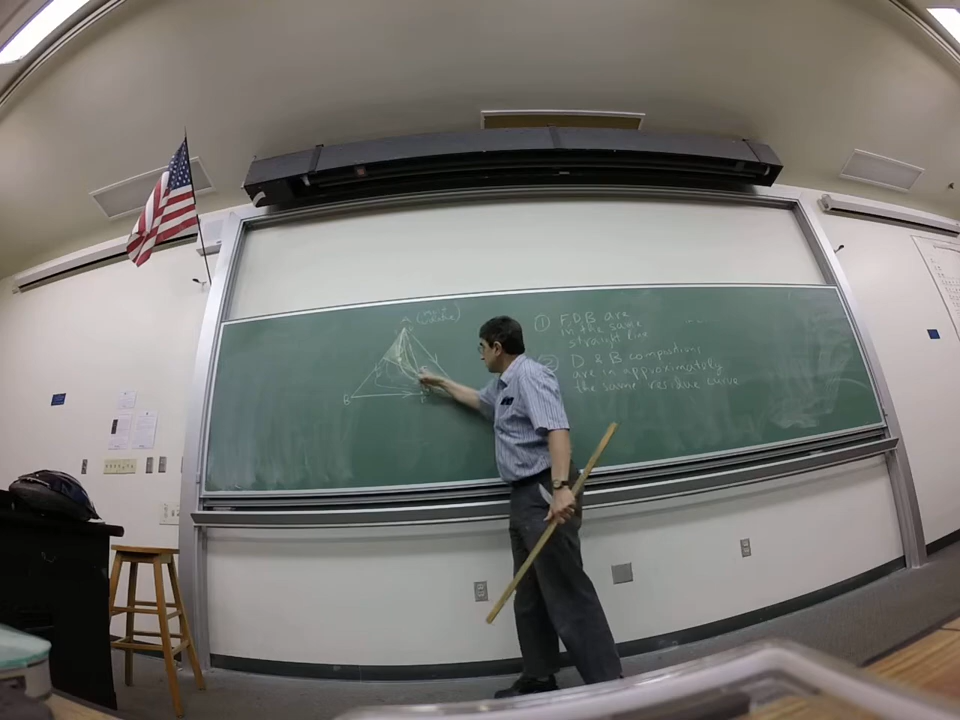 A
B
① F, D, B are
in the same
straight line
② D & B compositions
are in approximately
the same residue curve